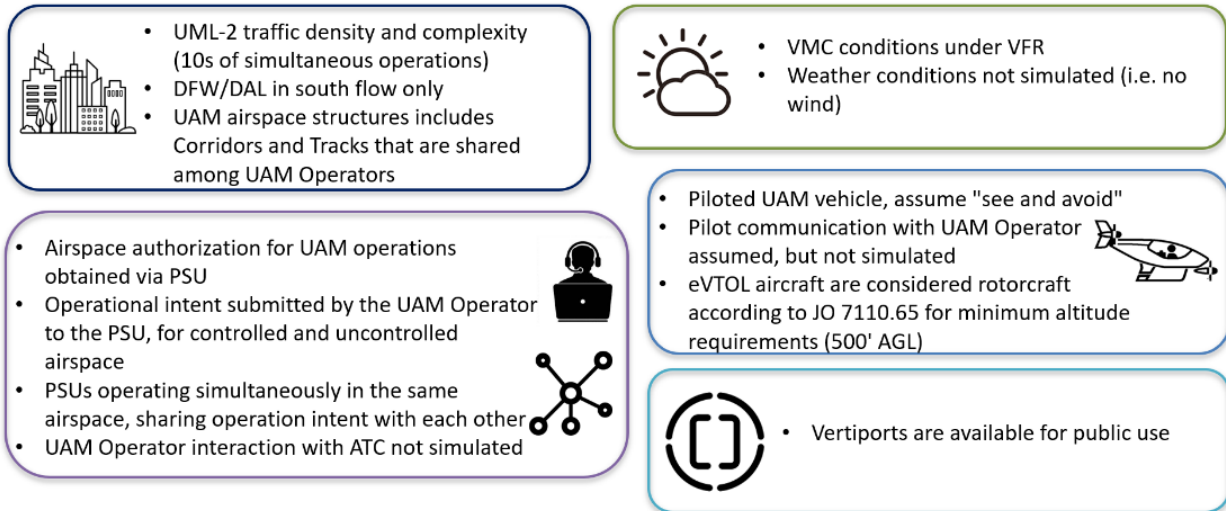 • UML-2 traffic density and complexity
(10s of simultaneous operations)
• DFW/DAL in south flow only
• UAM airspace structures includes
Corridors and Tracks that are shared
among UAM Operators
• VMC conditions under VFR
• Weather conditions not simulated (i.e. no
wind)
• Airspace authorization for UAM operations
obtained via PSU
• Operational intent submitted by the UAM Operator
to the PSU, for controlled and uncontrolled
airspace
• PSUs operating simultaneously in the same
airspace, sharing operation intent with each other
• UAM Operator interaction with ATC not simulated
• Piloted UAM vehicle, assume "see and avoid"
• Pilot communication with UAM Operator
assumed, but not simulated
• eVTOL aircraft are considered rotorcraft
according to JO 7110.65 for minimum altitude
requirements (500' AGL)
• Vertiports are available for public use